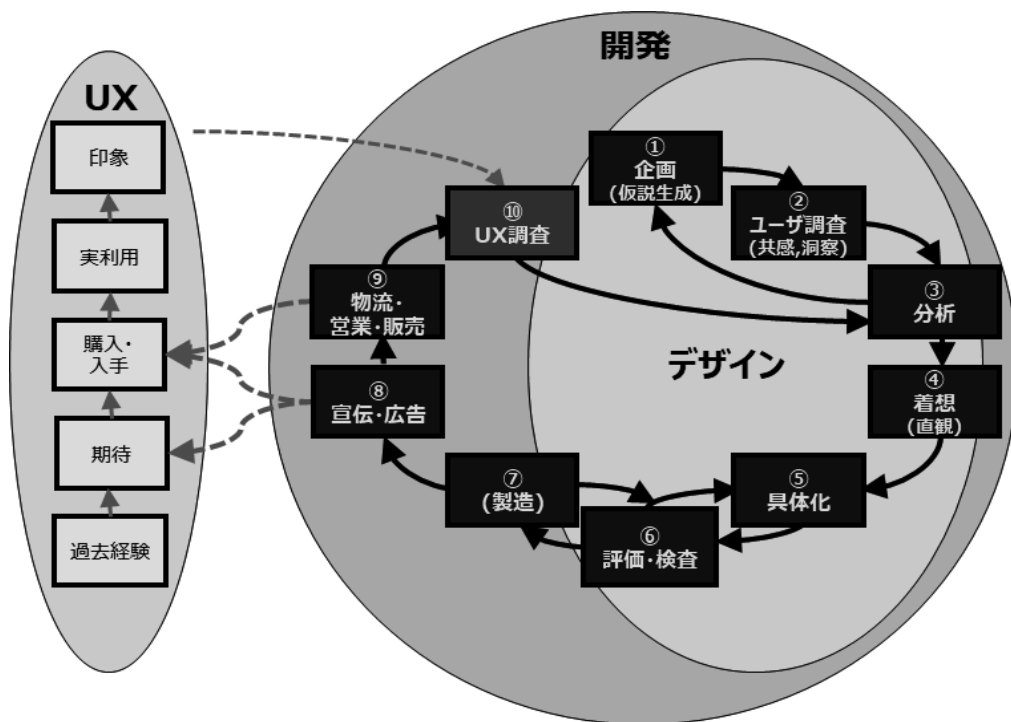 UX
印象
実利用
購入・
入手
期待
過去経験
開発
デザイン
①
企画
(仮説生成)
②
ユーザ調査
(共感,洞察)
③
分析
④
着想
(直観)
⑤
具体化
⑥
評価・検査
⑦
(製造)
⑧
宣伝・広告
⑨
物流・
営業・販売
⑩
UX調査